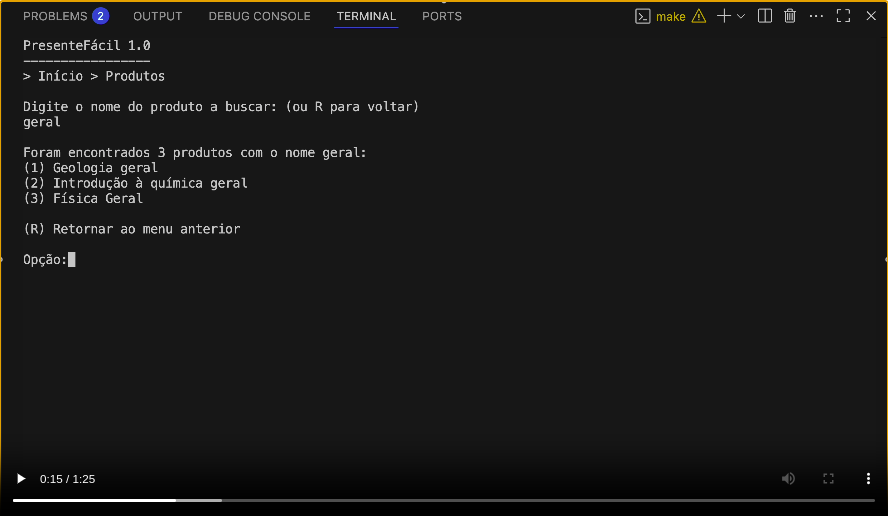 PROBLEMS 2 OUTPUT DEBUG CONSOLE TERMINAL PORTS make
PresenteFácil 1.0
-----------------
> Início > Produtos
Digite o nome do produto a buscar: (ou R para voltar)
geral
Foram encontrados 3 produtos com o nome geral:
(1) Geologia geral
(2) Introdução à química geral
(3) Física Geral
(R) Retornar ao menu anterior
Opção:
0:15 / 1:25